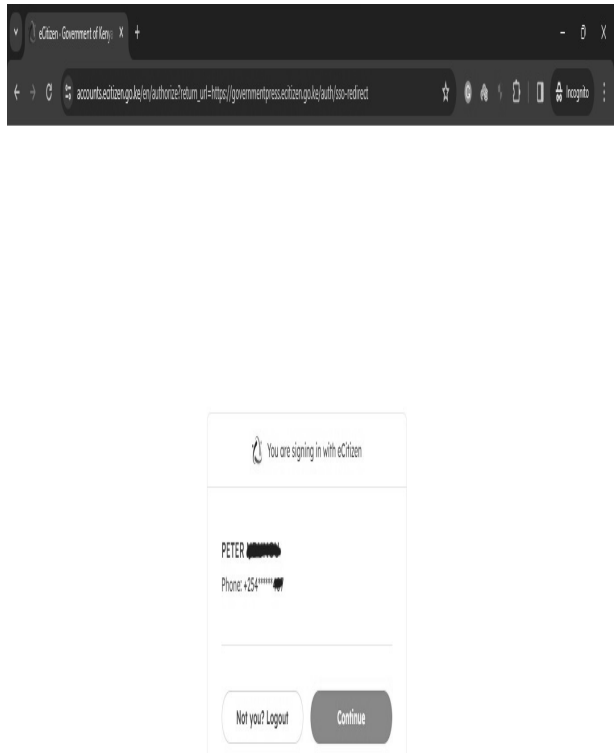 eCitizen - Government of Keny
accounts.ecitizen.go.ke/en/authorize?return_url=https://governmentpress.ecitizen.go.ke/auth/sso-redirect
Incognito
You are signing in with eCitizen
PETER
Phone: +254******
Not you? Logout
Continue